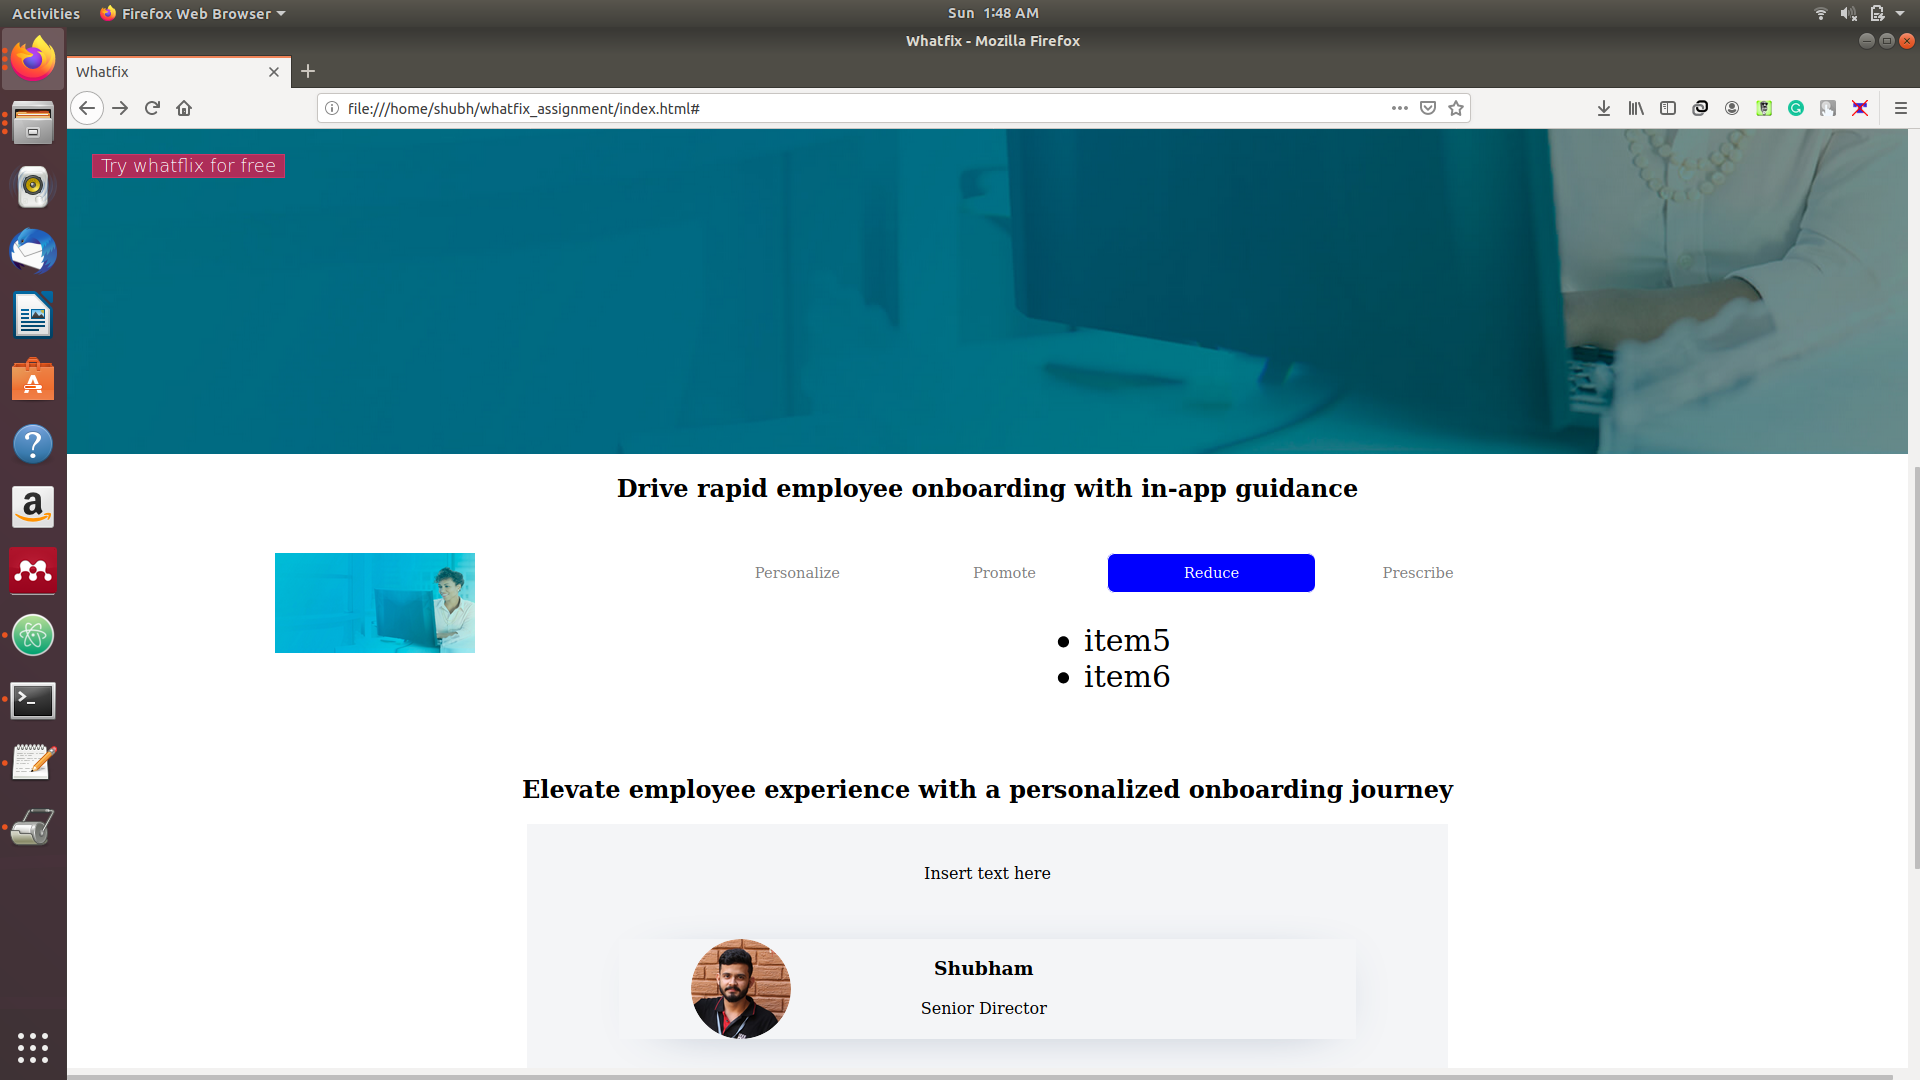 Activities Firefox Web Browser Sun 1:48 AM
Whatfix - Mozilla Firefox
Whatfix
file:///home/shubh/whatfix_assignment/index.html#
Try whatflix for free
Drive rapid employee onboarding with in-app guidance
Personalize Promote Reduce Prescribe
item5
item6
Elevate employee experience with a personalized onboarding journey
Insert text here
Shubham
Senior Director